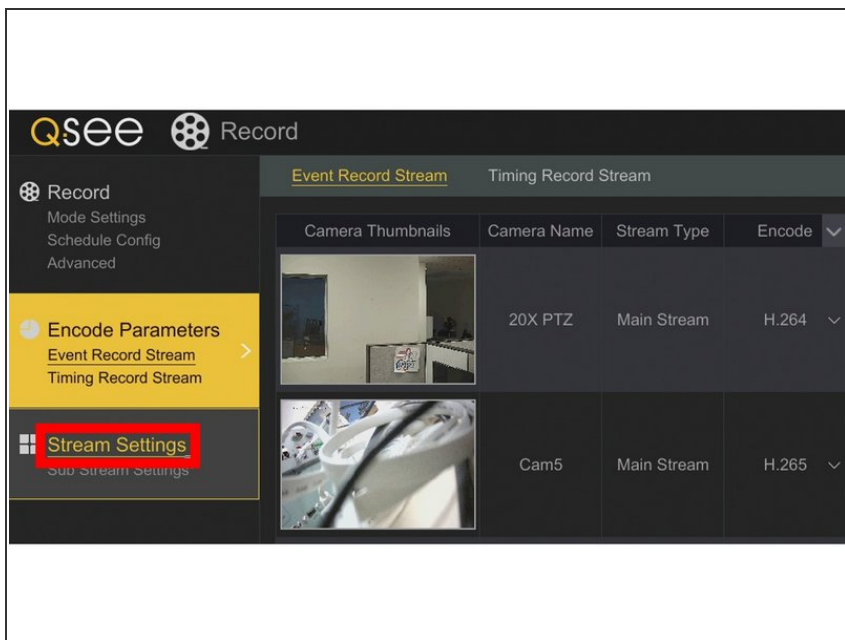 Qsee Record
Record
Mode Settings
Schedule Config
Advanced
Encode Parameters
Event Record Stream
Timing Record Stream
Stream Settings
Sub Stream Settings
Event Record Stream Timing Record Stream
Camera Thumbnails Camera Name Stream Type Encode
20X PTZ Main Stream H.264
Cam5 Main Stream H.265